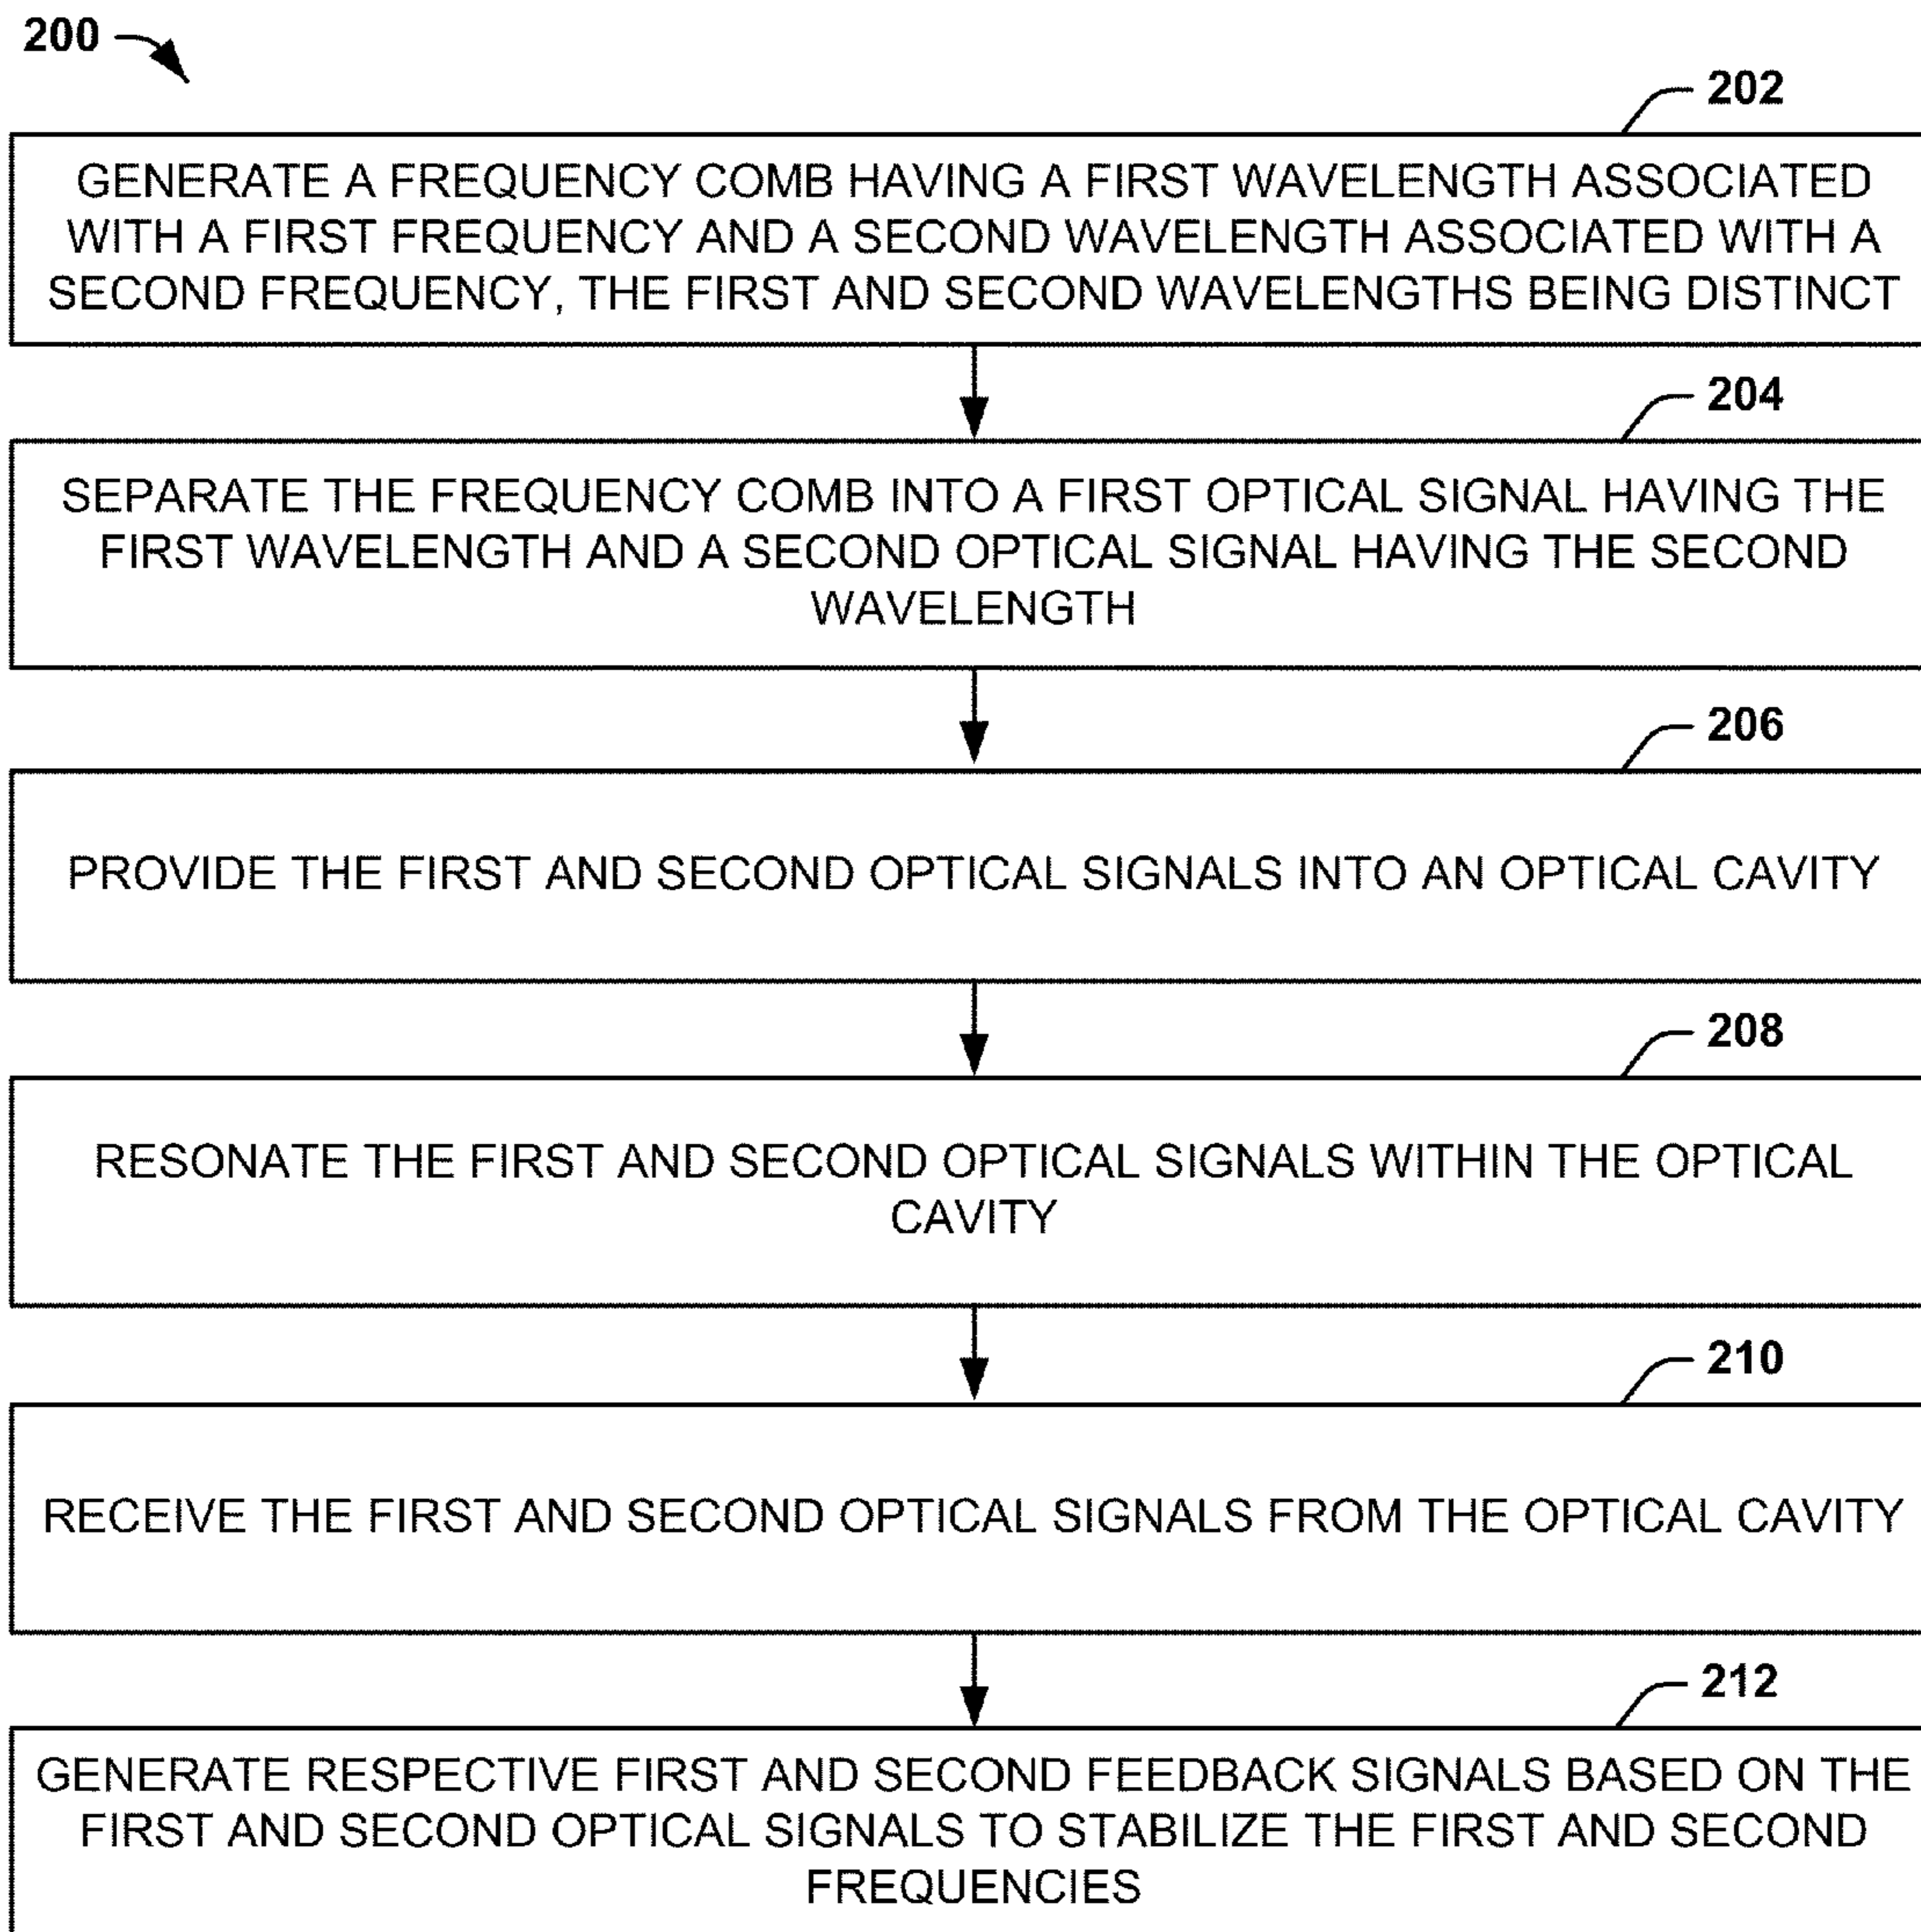 200
202
GENERATE A FREQUENCY COMB HAVING A FIRST WAVELENGTH ASSOCIATED
WITH A FIRST FREQUENCY AND A SECOND WAVELENGTH ASSOCIATED WITH A
SECOND FREQUENCY, THE FIRST AND SECOND WAVELENGTHS BEING DISTINCT
204
SEPARATE THE FREQUENCY COMB INTO A FIRST OPTICAL SIGNAL HAVING THE
FIRST WAVELENGTH AND A SECOND OPTICAL SIGNAL HAVING THE SECOND
WAVELENGTH
206
PROVIDE THE FIRST AND SECOND OPTICAL SIGNALS INTO AN OPTICAL CAVITY
208
RESONATE THE FIRST AND SECOND OPTICAL SIGNALS WITHIN THE OPTICAL
CAVITY
210
RECEIVE THE FIRST AND SECOND OPTICAL SIGNALS FROM THE OPTICAL CAVITY
212
GENERATE RESPECTIVE FIRST AND SECOND FEEDBACK SIGNALS BASED ON THE
FIRST AND SECOND OPTICAL SIGNALS TO STABILIZE THE FIRST AND SECOND
FREQUENCIES